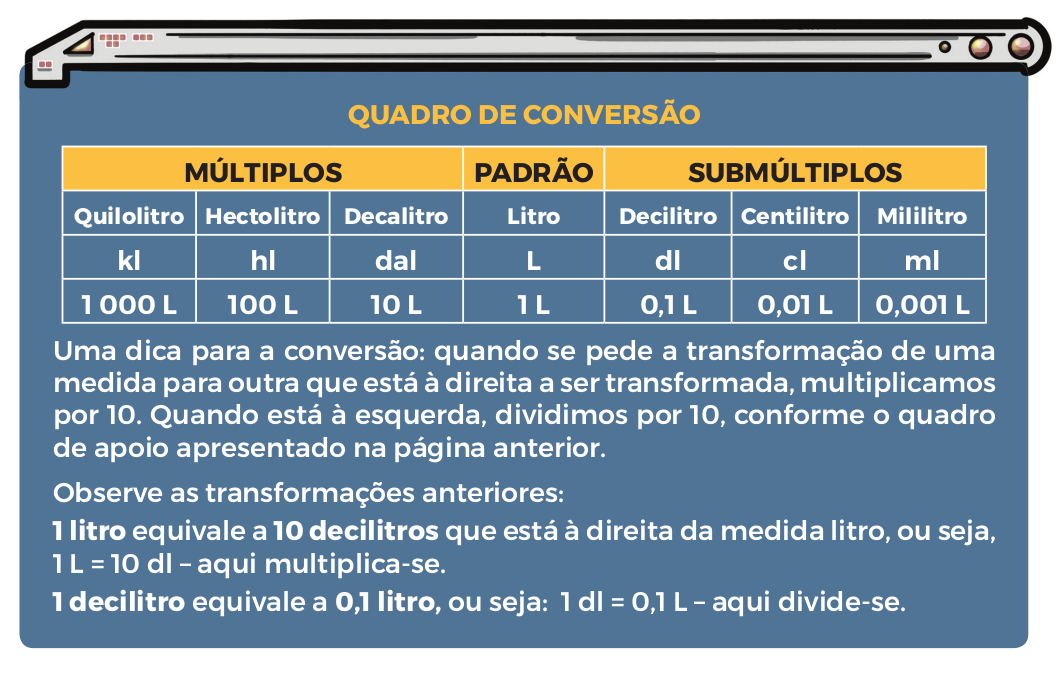 QUADRO DE CONVERSÃO
MÚLTIPLOS PADRÃO SUBMÚLTIPLOS
Quilolitro Hectolitro Decalitro Litro Decilitro Centilitro Mililitro
kl hl dal L dl cl ml
1 000 L 100 L 10 L 1 L 0,1 L 0,01 L 0,001 L
Uma dica para a conversão: quando se pede a transformação de uma
medida para outra que está à direita a ser transformada, multiplicamos
por 10. Quando está à esquerda, dividimos por 10, conforme o quadro
de apoio apresentado na página anterior.
Observe as transformações anteriores:
1 litro equivale a 10 decilitros que está à direita da medida litro, ou seja,
1 L = 10 dl – aqui multiplica-se.
1 decilitro equivale a 0,1 litro, ou seja: 1 dl = 0,1 L – aqui divide-se.